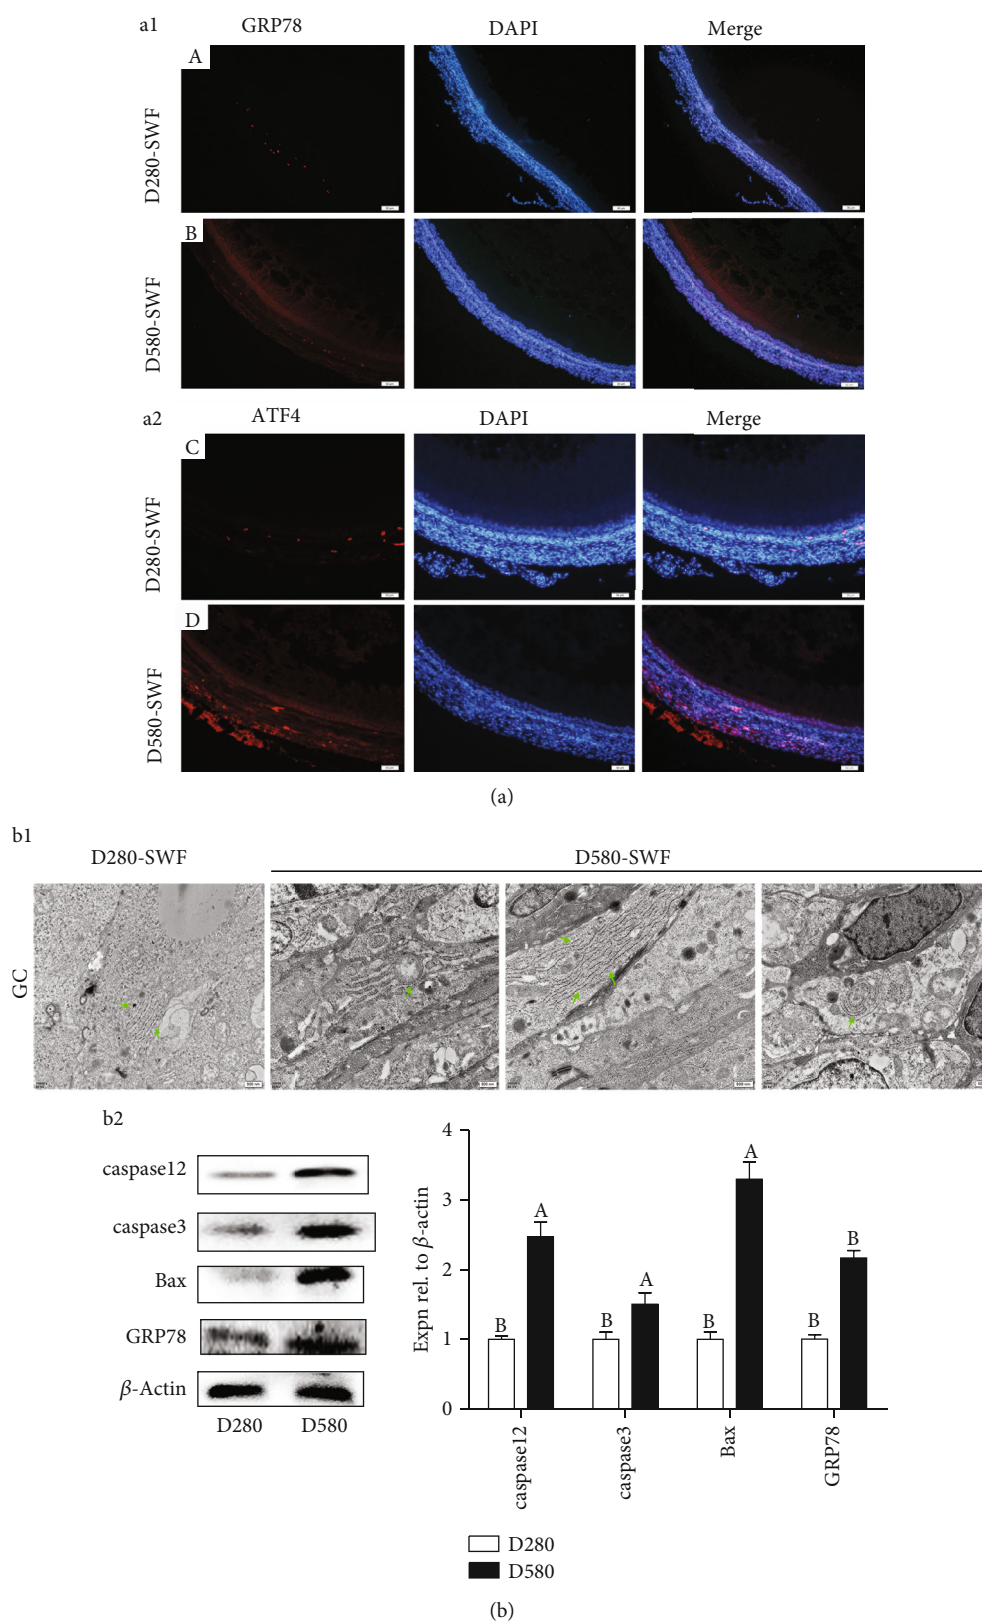 a1
GRP78 DAPI Merge
A
D280-SWF
B
D580-SWF
a2
ATF4 DAPI Merge
C
D280-SWF
D
D580-SWF
(a)
b1
D280-SWF D580-SWF
GC
b2
caspase12
caspase3
Bax
GRP78
β-Actin
D280 D580
Expn rel. to β-actin
4
3
2
1
0
B A
B A
B A
B B
caspase12
caspase3
Bax
GRP78
D280
D580
(b)